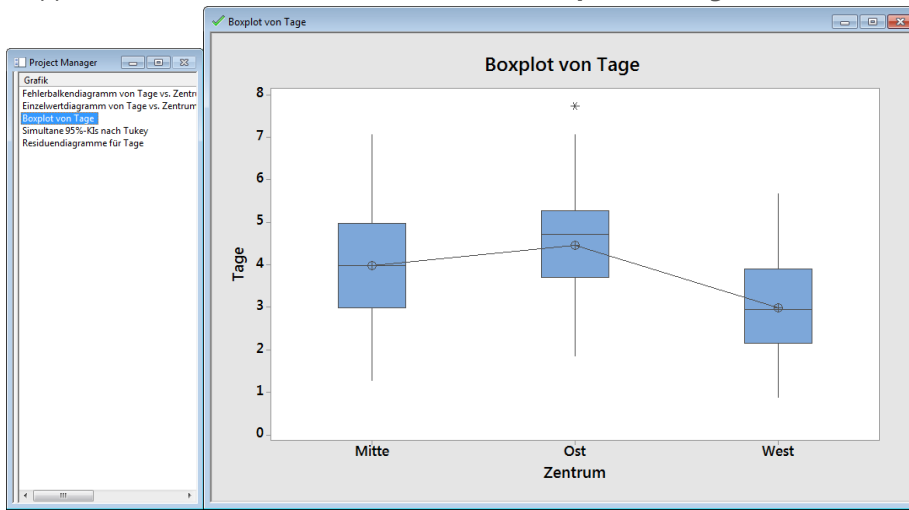 Boxplot von Tage
Project Manager
Grafik
Fehlerbalkendiagramm von Tage vs. Zentru
Einzelwertdiagramm von Tage vs. Zentrum
Boxplot von Tage
Simultane 95%-KIs nach Tukey
Residuendiagramme für Tage
Boxplot von Tage
8
7
6
5
4
3
2
1
0
Tage
Mitte Ost West
Zentrum